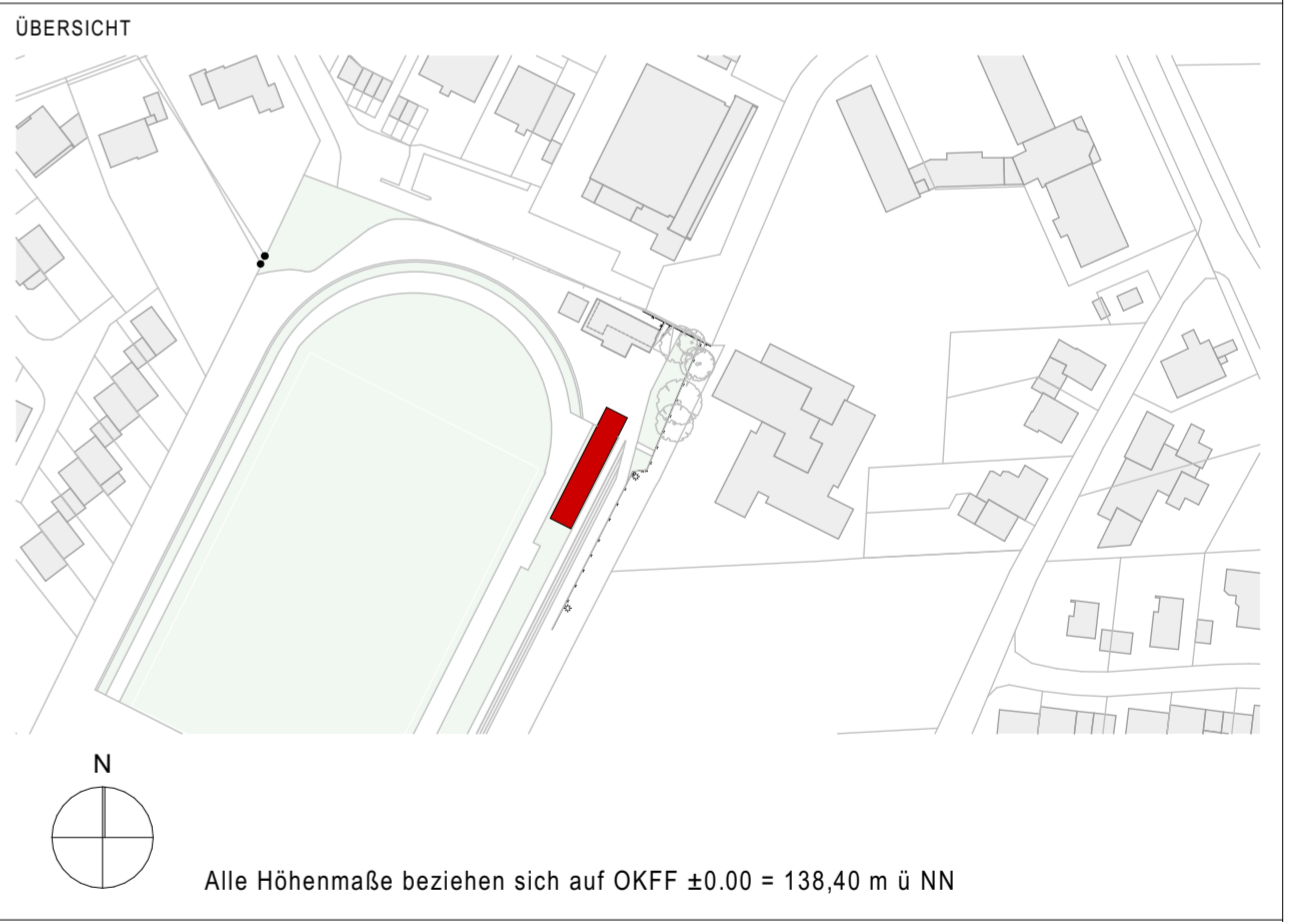 ÜBERSICHT
N
Alle Höhenmaße beziehen sich auf OKFF ±0.00 = 138,40 m ü NN